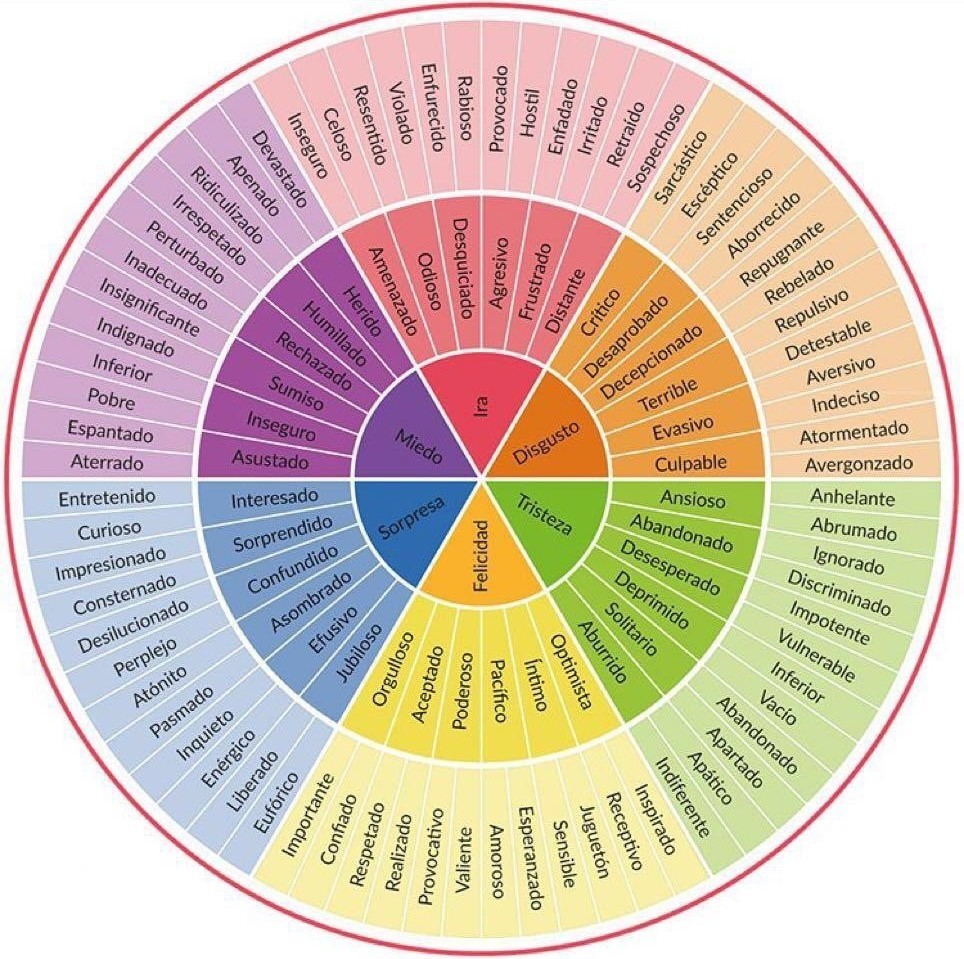 Ira
Disgusto
Tristeza
Felicidad
Sorpresa
Miedo
Amenazado
Odioso
Desquiciado
Agresivo
Frustrado
Distante
Crítico
Desaprobado
Decepcionado
Terrible
Evasivo
Culpable
Ansioso
Abandonado
Desesperado
Deprimido
Solitario
Aburrido
Optimista
Íntimo
Pacífico
Poderoso
Aceptado
Orgulloso
Jubiloso
Efusivo
Asombrado
Confundido
Sorprendido
Interesado
Asustado
Inseguro
Sumiso
Rechazado
Humillado
Herido
Inseguro
Celoso
Resentido
Violado
Enfurecido
Rabioso
Provocado
Hostil
Enfadado
Irritado
Retraído
Sospechoso
Sarcástico
Escéptico
Sentencioso
Aborrecido
Repugnante
Rebelado
Repulsivo
Detestable
Aversivo
Indeciso
Atormentado
Avergonzado
Anhelante
Abrumado
Ignorado
Discriminado
Impotente
Vulnerable
Inferior
Vacio
Abandonado
Apartado
Apático
Indiferente
Inspirado
Receptivo
Juguetón
Sensible
Esperanzado
Amoroso
Valiente
Provocativo
Realizado
Respetado
Confiado
Importante
Eufórico
Liberado
Enérgico
Inquieto
Pasmado
Atónito
Perplejo
Desilucionado
Consternado
Impresionado
Curioso
Entretenido
Aterrado
Espantado
Pobre
Inferior
Indignado
Insignificante
Inadecuado
Perturbado
Irrespetado
Ridiculizado
Apenado
Devastado